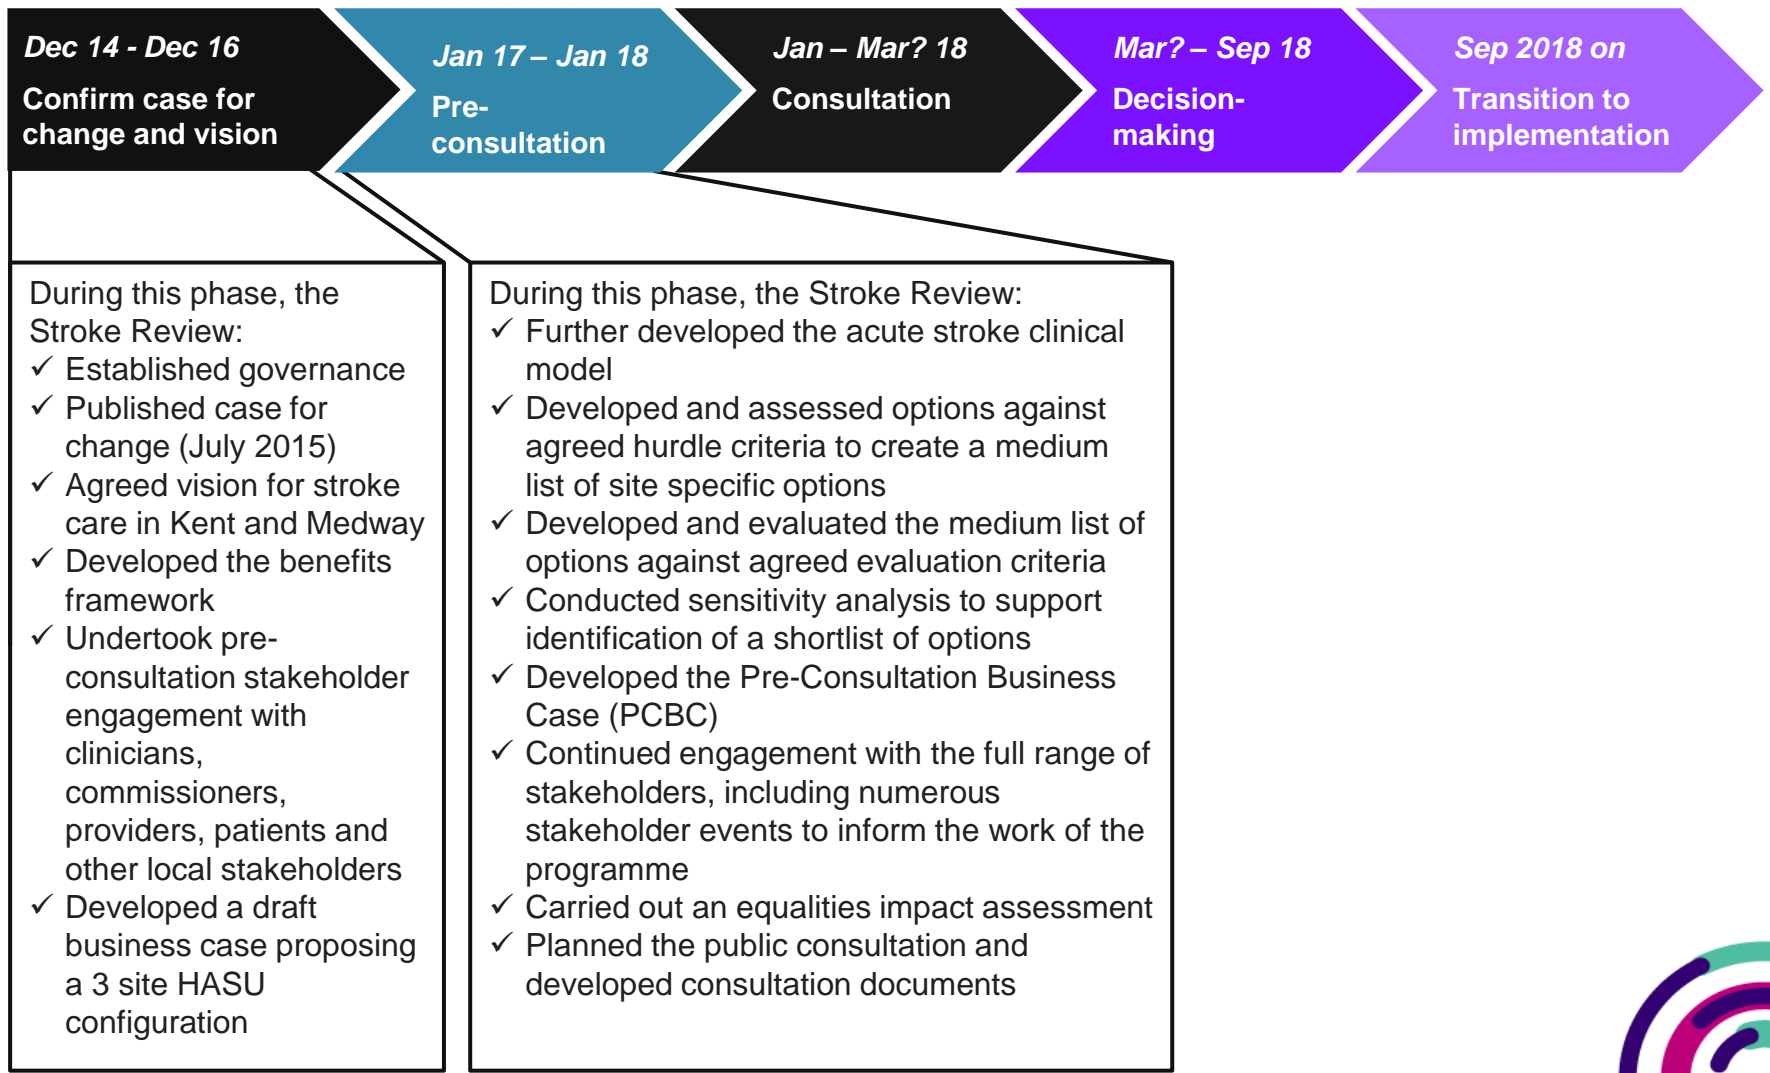 Dec 14 - Dec 16
Confirm case for
change and vision
Jan 17 – Jan 18
Pre-
consultation
Jan – Mar? 18
Consultation
Mar? – Sep 18
Decision-
making
Sep 2018 on
Transition to
implementation
During this phase, the
Stroke Review:
✓ Established governance
✓ Published case for
change (July 2015)
✓ Agreed vision for stroke
care in Kent and Medway
✓ Developed the benefits
framework
✓ Undertook pre-
consultation stakeholder
engagement with
clinicians,
commissioners,
providers, patients and
other local stakeholders
✓ Developed a draft
business case proposing
a 3 site HASU
configuration
During this phase, the Stroke Review:
✓ Further developed the acute stroke clinical
model
✓ Developed and assessed options against
agreed hurdle criteria to create a medium
list of site specific options
✓ Developed and evaluated the medium list of
options against agreed evaluation criteria
✓ Conducted sensitivity analysis to support
identification of a shortlist of options
✓ Developed the Pre-Consultation Business
Case (PCBC)
✓ Continued engagement with the full range of
stakeholders, including numerous
stakeholder events to inform the work of the
programme
✓ Carried out an equalities impact assessment
✓ Planned the public consultation and
developed consultation documents